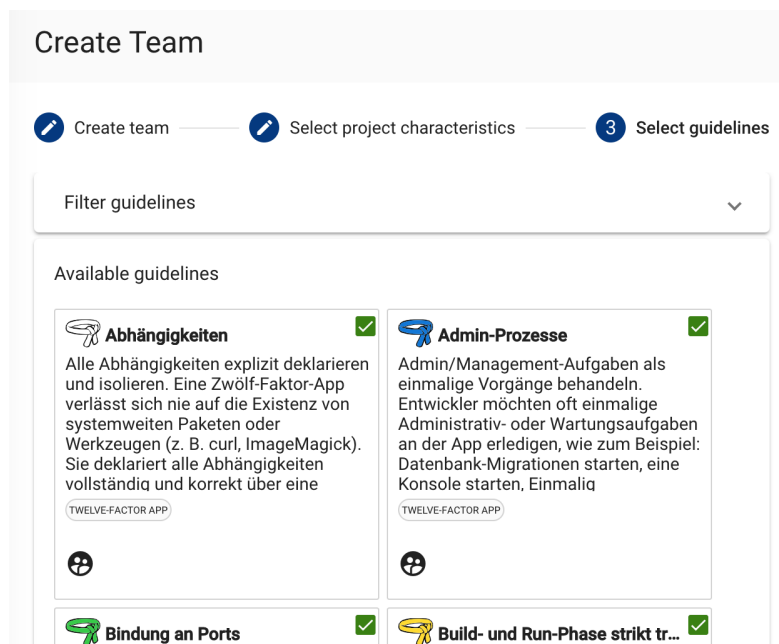 Create Team
Create team
Select project characteristics
3
Select guidelines
Filter guidelines
Available guidelines
Abhängigkeiten
Alle Abhängigkeiten explizit deklarieren
und isolieren. Eine Zwölf-Faktor-App
verlässt sich nie auf die Existenz von
systemweiten Paketen oder
Werkzeugen (z. B. curl, ImageMagick).
Sie deklariert alle Abhängigkeiten
vollständig und korrekt über eine
TWELVE-FACTOR APP
Admin-Prozesse
Admin/Management-Aufgaben als
einmalige Vorgänge behandeln.
Entwickler möchten oft einmalige
Administrativ- oder Wartungsaufgaben
an der App erledigen, wie zum Beispiel:
Datenbank-Migrationen starten, eine
Konsole starten, Einmalig
TWELVE-FACTOR APP
Bindung an Ports
Build- und Run-Phase strikt tr...